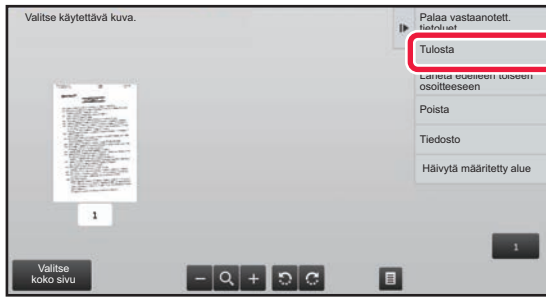 Valitse käytettävä kuva.
Palaa vastaanotett.
tietoluet.
Tulosta
Lähetä edelleen toiseen
osoitteeseen
Poista
Tiedosto
Häivytä määritetty alue
1
1
Valitse
koko sivu